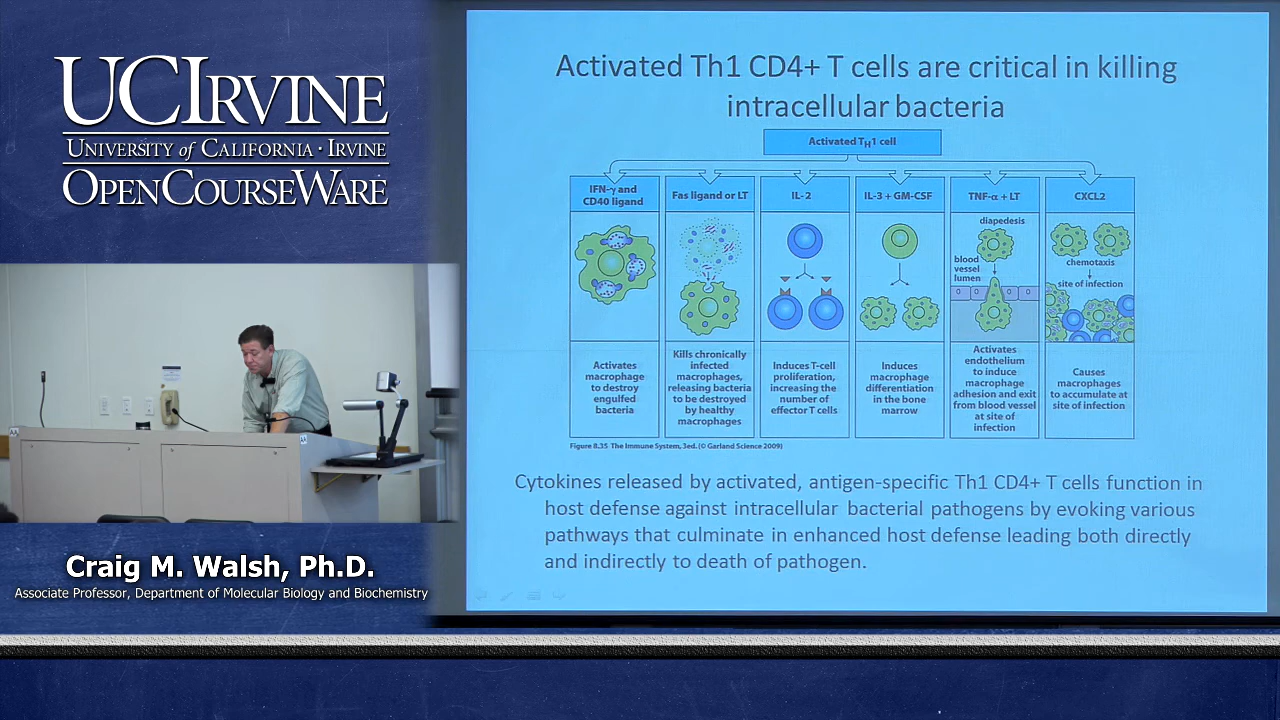 UCIRVINE
UNIVERSITY of CALIFORNIA · IRVINE
OPENCOURSEWARE
Craig M. Walsh, Ph.D.
Associate Professor, Department of Molecular Biology and Biochemistry
Activated Th1 CD4+ T cells are critical in killing
intracellular bacteria
Activated TH1 cell
IFN-γ and
CD40 ligand
Activates
macrophage
to destroy
engulfed
bacteria
Fas ligand or LT
Kills chronically
infected
macrophages,
releasing bacteria
to be destroyed
by healthy
macrophages
IL-2
Induces T-cell
proliferation,
increasing the
number of
effector T cells
IL-3 + GM-CSF
Induces
macrophage
differentiation
in the bone
marrow
TNF-α + LT
diapedesis
blood
vessel
lumen
Activates
endothelium
to induce
macrophage
adhesion and exit
from blood vessel
at site of
infection
CXCL2
chemotaxis
site of infection
Causes
macrophages
to accumulate at
site of infection
Figure 8.35 The Immune System, 3ed. (© Garland Science 2009)
Cytokines released by activated, antigen-specific Th1 CD4+ T cells function in
host defense against intracellular bacterial pathogens by evoking various
pathways that culminate in enhanced host defense leading both directly
and indirectly to death of pathogen.